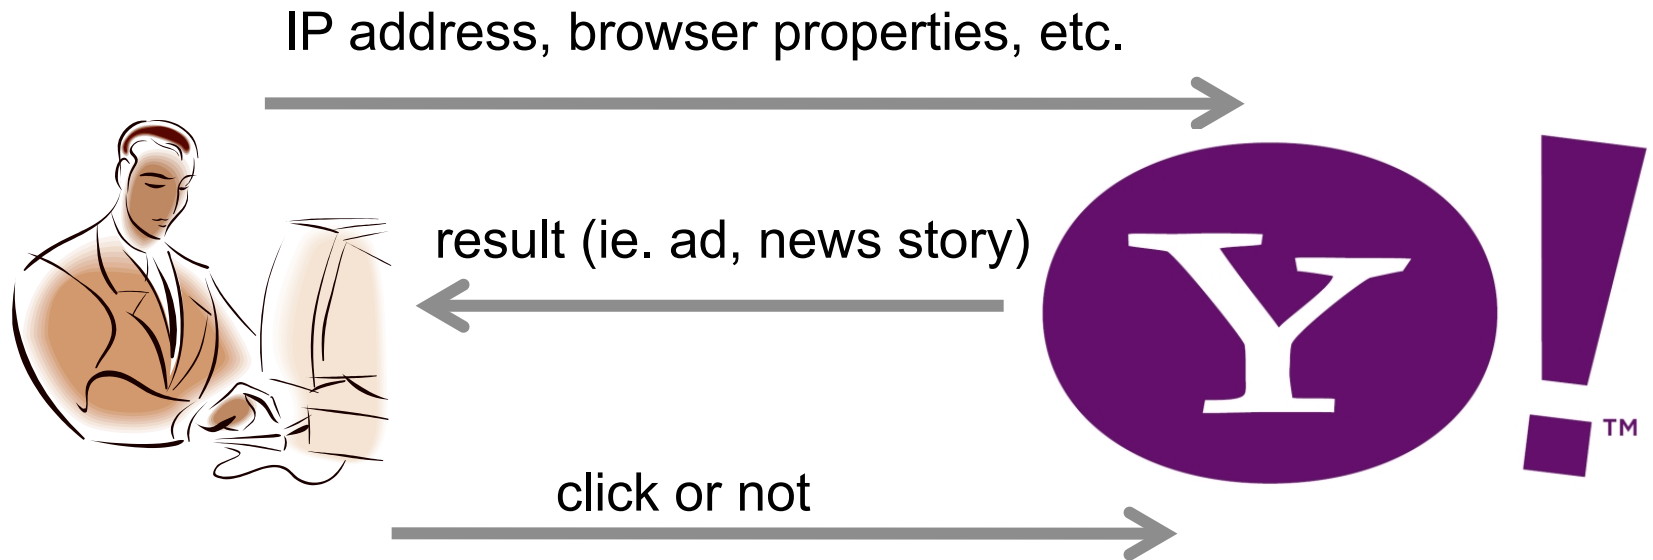 IP address, browser properties, etc.
result (ie. ad, news story)
Y!
TM
click or not